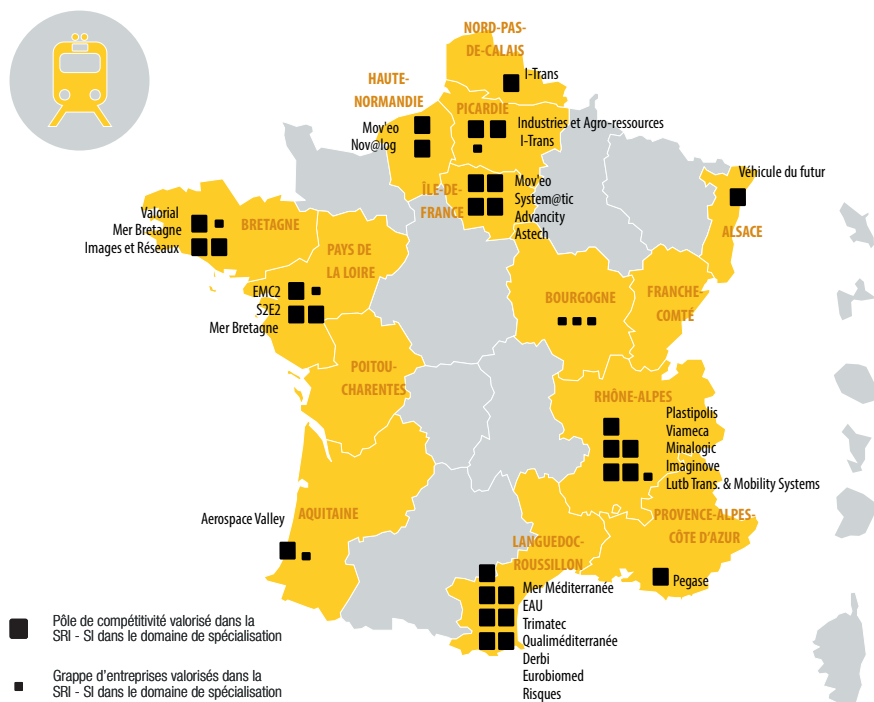 NORD-PAS-
DE-CALAIS
I-Trans
HAUTE-
NORMANDIE
Mov'eo
Nov@log
PICARDIE
Industries et Agro-ressources
I-Trans
ÎLE-DE-
FRANCE
Mov'eo
System@tic
Advancity
Astech
Véhicule du futur
ALSACE
Valorial
Mer Bretagne
Images et Réseaux
BRETAGNE
PAYS DE
LA LOIRE
EMC2
S2E2
Mer Bretagne
BOURGOGNE
FRANCHE-
COMTÉ
POITOU-
CHARENTES
RHÔNE-ALPES
Plastipolis
Viameca
Minalogic
Imaginove
Lutb Trans. & Mobility Systems
Aerospace Valley
AQUITAINE
PROVENCE-ALPES-
CÔTE D'AZUR
Pegase
LANGUEDOC-
ROUSSILLON
Mer Méditerranée
EAU
Trimatec
Qualiméditerranée
Derbi
Eurobiomed
Risques
Pôle de compétitivité valorisé dans la
SRI - SI dans le domaine de spécialisation
Grappe d'entreprises valorisés dans la
SRI - SI dans le domaine de spécialisation